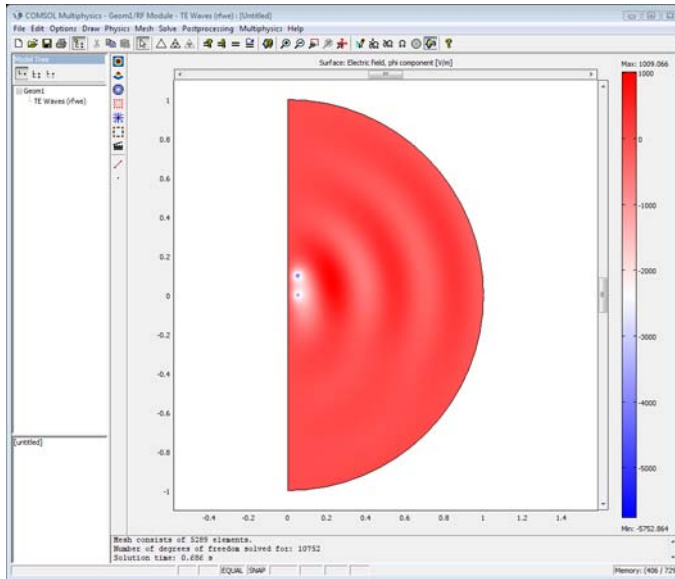 COMSOL Multiphysics - Geom1/RF Module - TE Waves (rfwe) : [Untitled]
File Edit Options Draw Physics Mesh Solve Postprocessing Multiphysics Help
Model Tree
Geom1
TE Waves (rfwe)
[untitled]
Surface: Electric field, phi component [V/m]
Max: 1009.066
1
0.8
0.6
0.4
0.2
0
-0.2
-0.4
-0.6
-0.8
-1
-0.4 -0.2 0 0.2 0.4 0.6 0.8 1 1.2 1.4
1000
0
-1000
-2000
-3000
-4000
-5000
Min: -5752.864
Mesh consists of 5289 elements.
Number of degrees of freedom solved for: 10752
Solution time: 0.686 s
EQUAL SNAP
Memory: (406 / 729